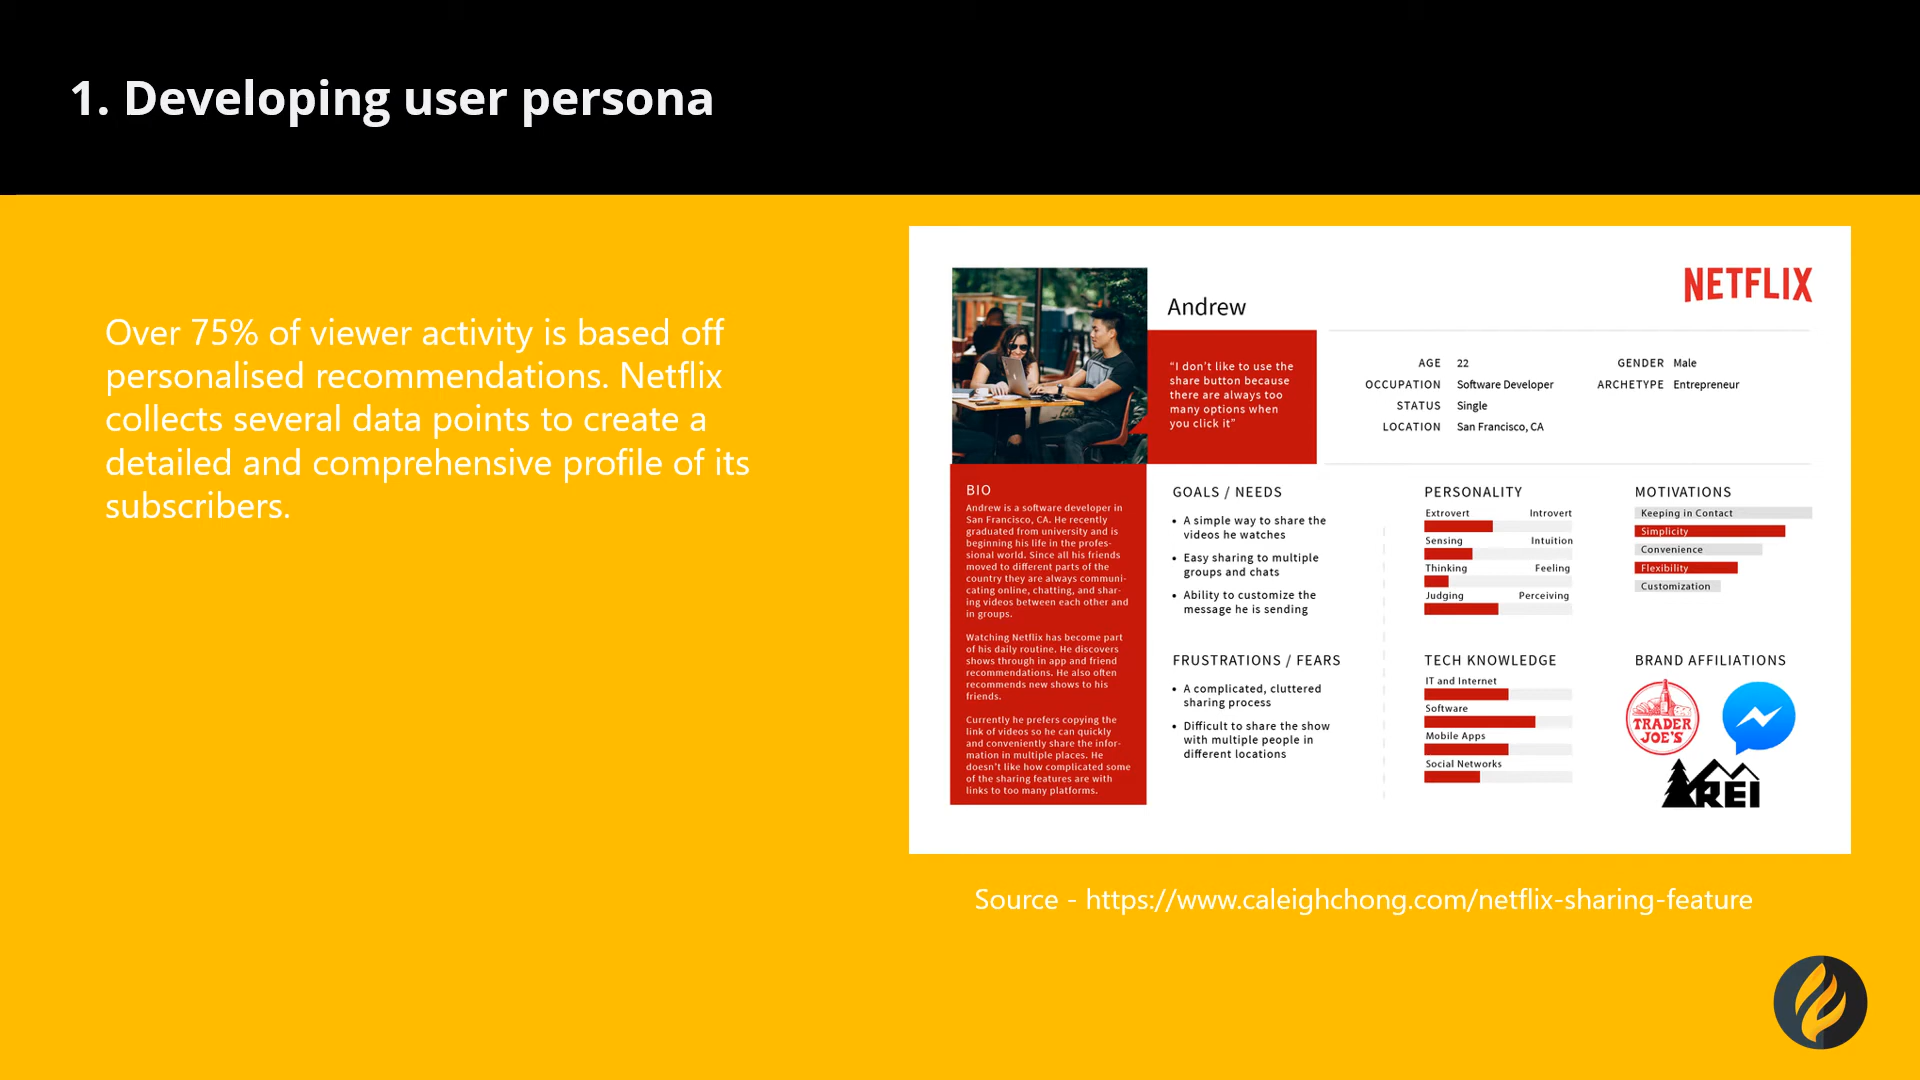 1. Developing user persona
Over 75% of viewer activity is based off
personalised recommendations. Netflix
collects several data points to create a
detailed and comprehensive profile of its
subscribers.
NETFLIX
Andrew
“I don’t like to use the
share button because
there are always too
many options when
you click it”
AGE 22
OCCUPATION Software Developer
STATUS Single
LOCATION San Francisco, CA
GENDER Male
ARCHETYPE Entrepreneur
BIO
Andrew is a software developer in
San Francisco, CA. He recently
graduated from university and is
beginning his life in the profes-
sional world. Since all his friends
moved to different parts of the
country they are always communi-
cating online, chatting, and shar-
ing videos between each other and
in groups.
Watching Netflix has become part
of his daily routine. He discovers
shows through in app and friend
recommendations. He also often
recommends new shows to his
friends.
Currently he prefers copying the
link of videos so he can quickly
and conveniently share the infor-
mation in multiple places. He
doesn’t like how complicated some
of the sharing features are with
links to too many platforms.
GOALS / NEEDS
• A simple way to share the
videos he watches
• Easy sharing to multiple
groups and chats
• Ability to customize the
message he is sending
FRUSTRATIONS / FEARS
• A complicated, cluttered
sharing process
• Difficult to share the show
with multiple people in
different locations
PERSONALITY
Extrovert Introvert
Sensing Intuition
Thinking Feeling
Judging Perceiving
TECH KNOWLEDGE
IT and Internet
Software
Mobile Apps
Social Networks
MOTIVATIONS
Keeping in Contact
Simplicity
Convenience
Flexibility
Customization
BRAND AFFILIATIONS
TRADER
JOE'S
REI
Source - https://www.caleighchong.com/netflix-sharing-feature